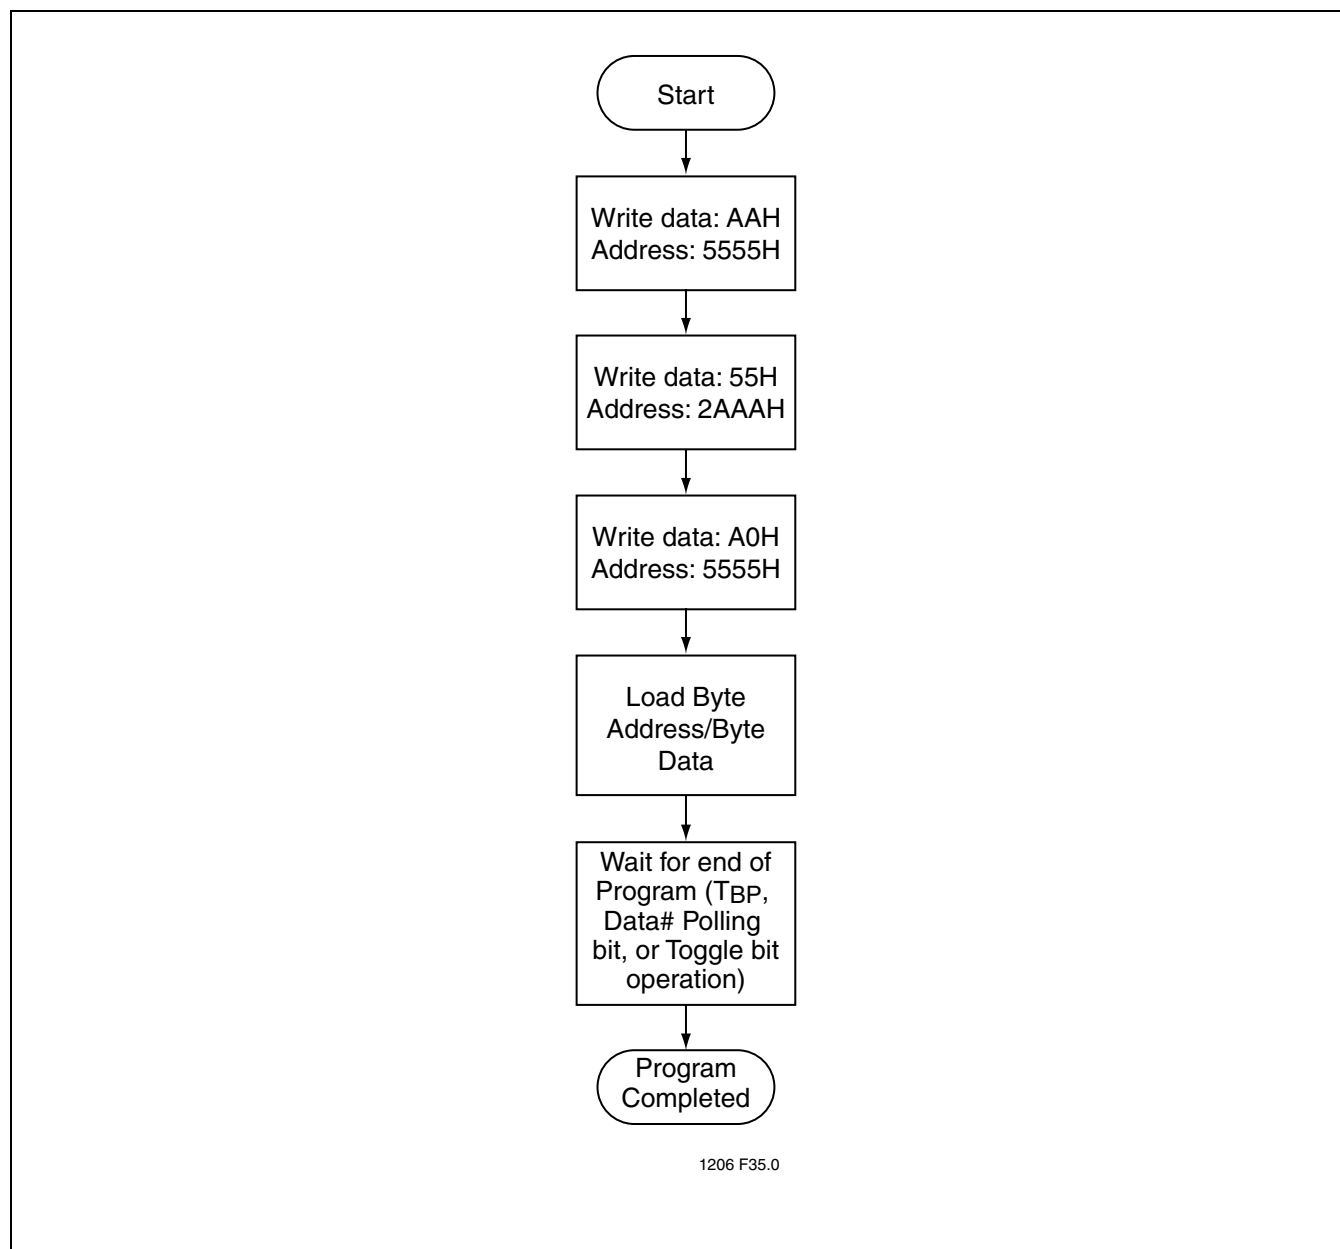 Start
Write data: AAH
Address: 5555H
Write data: 55H
Address: 2AAAH
Write data: A0H
Address: 5555H
Load Byte
Address/Byte
Data
Wait for end of
Program (TBP,
Data# Polling
bit, or Toggle bit
operation)
Program
Completed
1206 F35.0